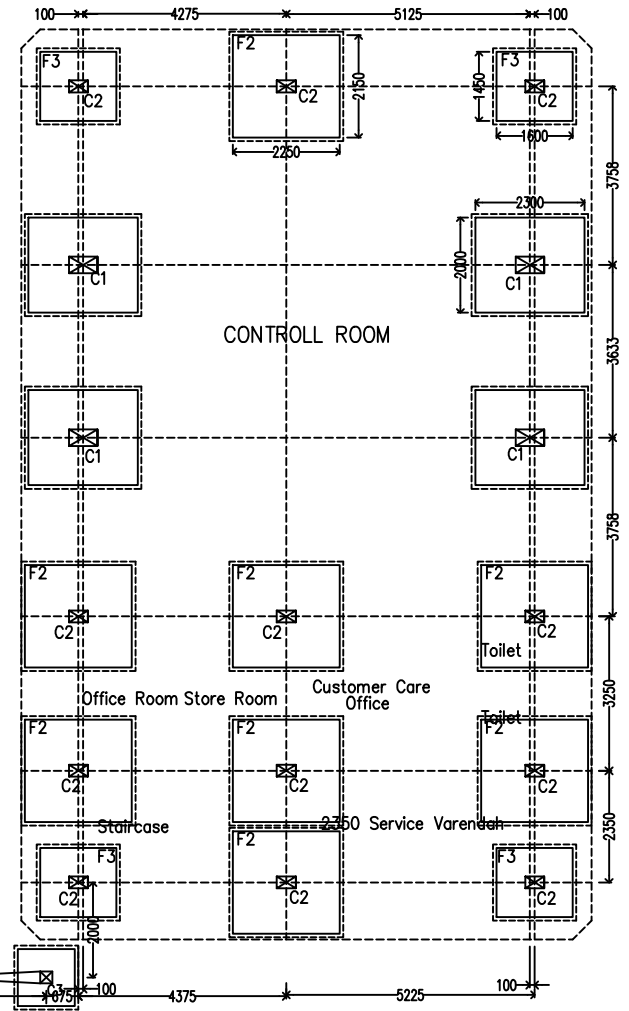 100 4275 5125 100
F3 F2 F3
C2 C2 C2
2150 1450
2250 1600
3758
2300
2000
C1 C1
3633
CONTROLL ROOM
C1 C1
3758
F2 F2 F2
C2 C2 C2
Toilet
Office Room Store Room Customer Care
Office
3250
Toilet
F2 F2
C2 C2 C2
Staircase 2350 Service Varendah
2350
F3 F2 F3
C2 C2 C2
2000
C3 675 100 4375 5225 100